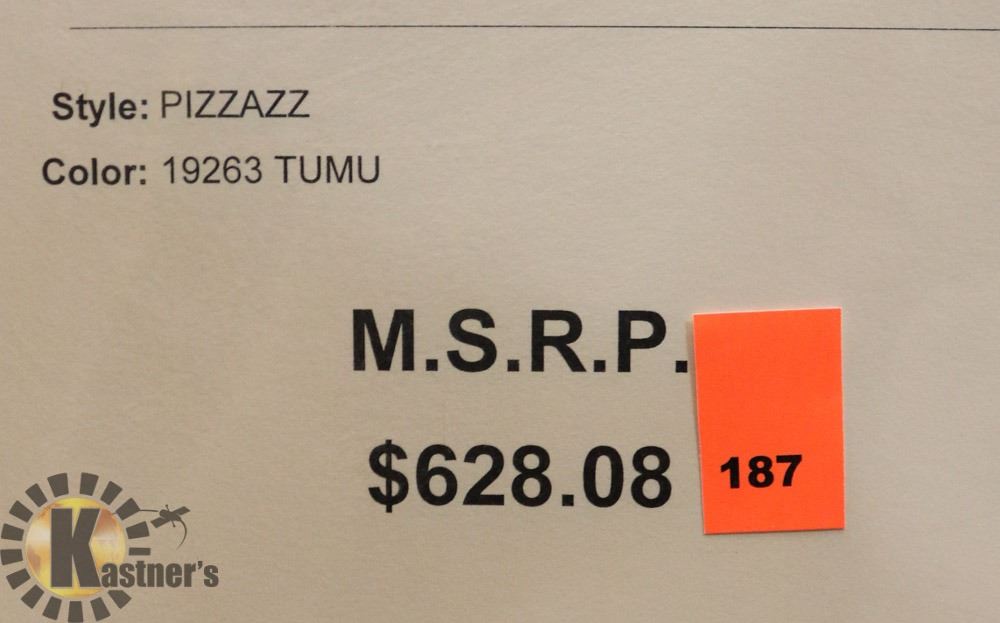 Style: PIZZAZZ
Color: 19263 TUMU
M.S.R.P.
$628.08
187
Kastner's